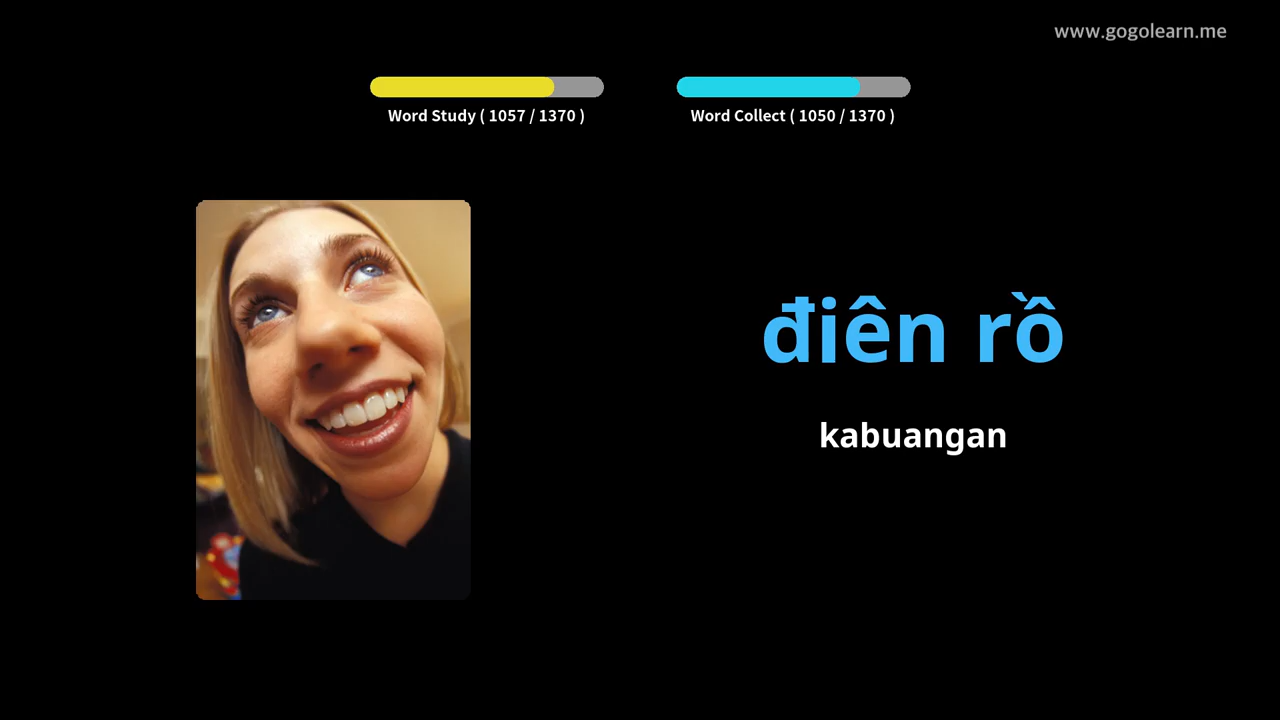 www.gogolearn.me
Word Study ( 1057 / 1370 )
Word Collect ( 1050 / 1370 )
điên rồ
kabuangan